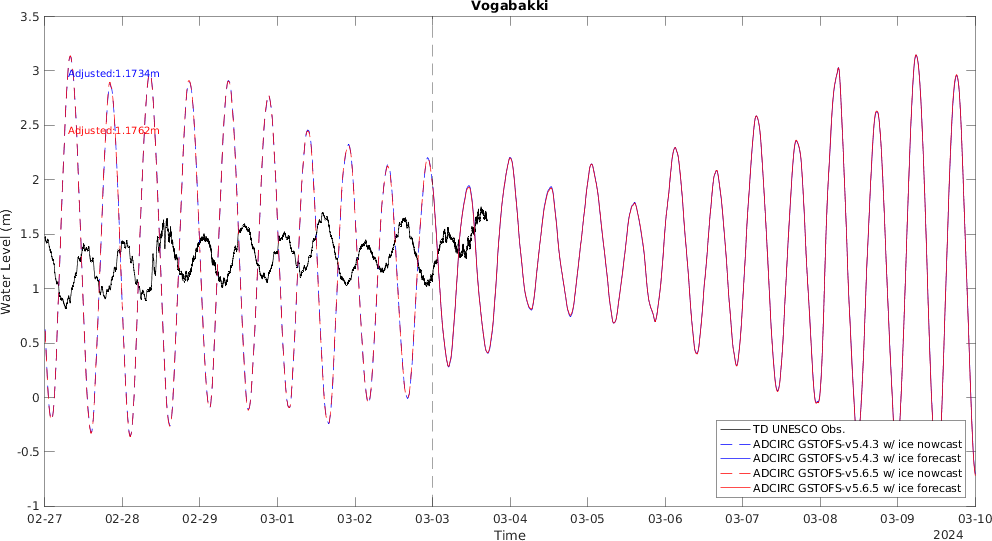 Vogabakki
3.5
3
2.5
2
1.5
1
0.5
0
-0.5
-1
Water Level (m)
Adjusted:1.1734m
Adjusted:1.1762m
TD UNESCO Obs.
ADCIRC GSTOFS-v5.4.3 w/ ice nowcast
ADCIRC GSTOFS-v5.4.3 w/ ice forecast
ADCIRC GSTOFS-v5.6.5 w/ ice nowcast
ADCIRC GSTOFS-v5.6.5 w/ ice forecast
02-27 02-28 02-29 03-01 03-02 03-03 03-04 03-05 03-06 03-07 03-08 03-09 03-10
Time
2024